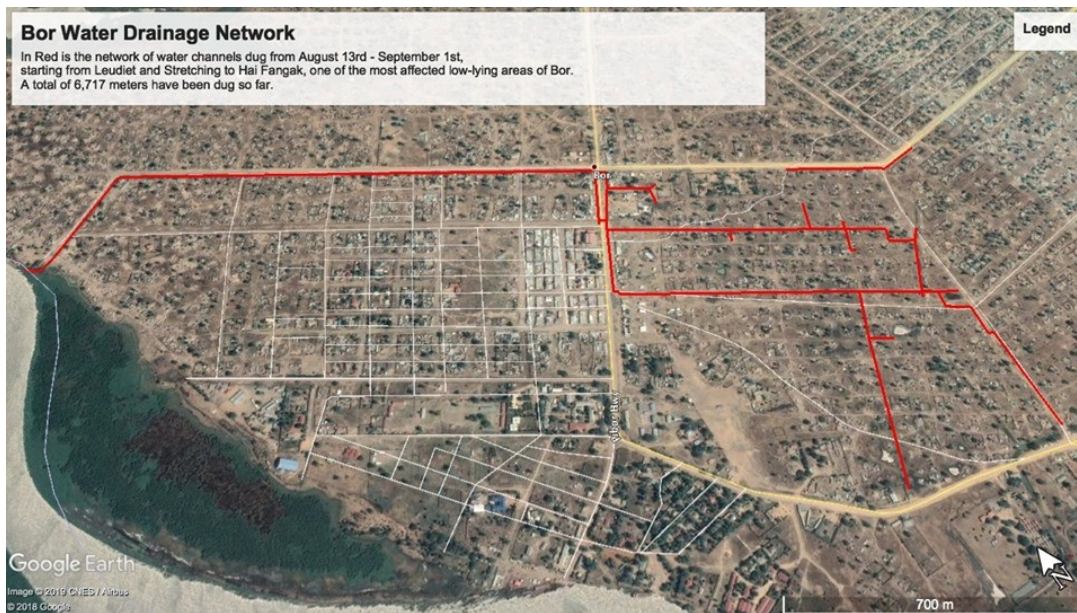 Bor Water Drainage Network
In Red is the network of water channels dug from August 13rd - September 1st,
starting from Leudiet and Stretching to Hai Fangak, one of the most affected low-lying areas of Bor.
A total of 6,717 meters have been dug so far.
Legend
Bor
Google Earth
Image © 2019 CNES / Airbus
© 2018 Google
N
700 m